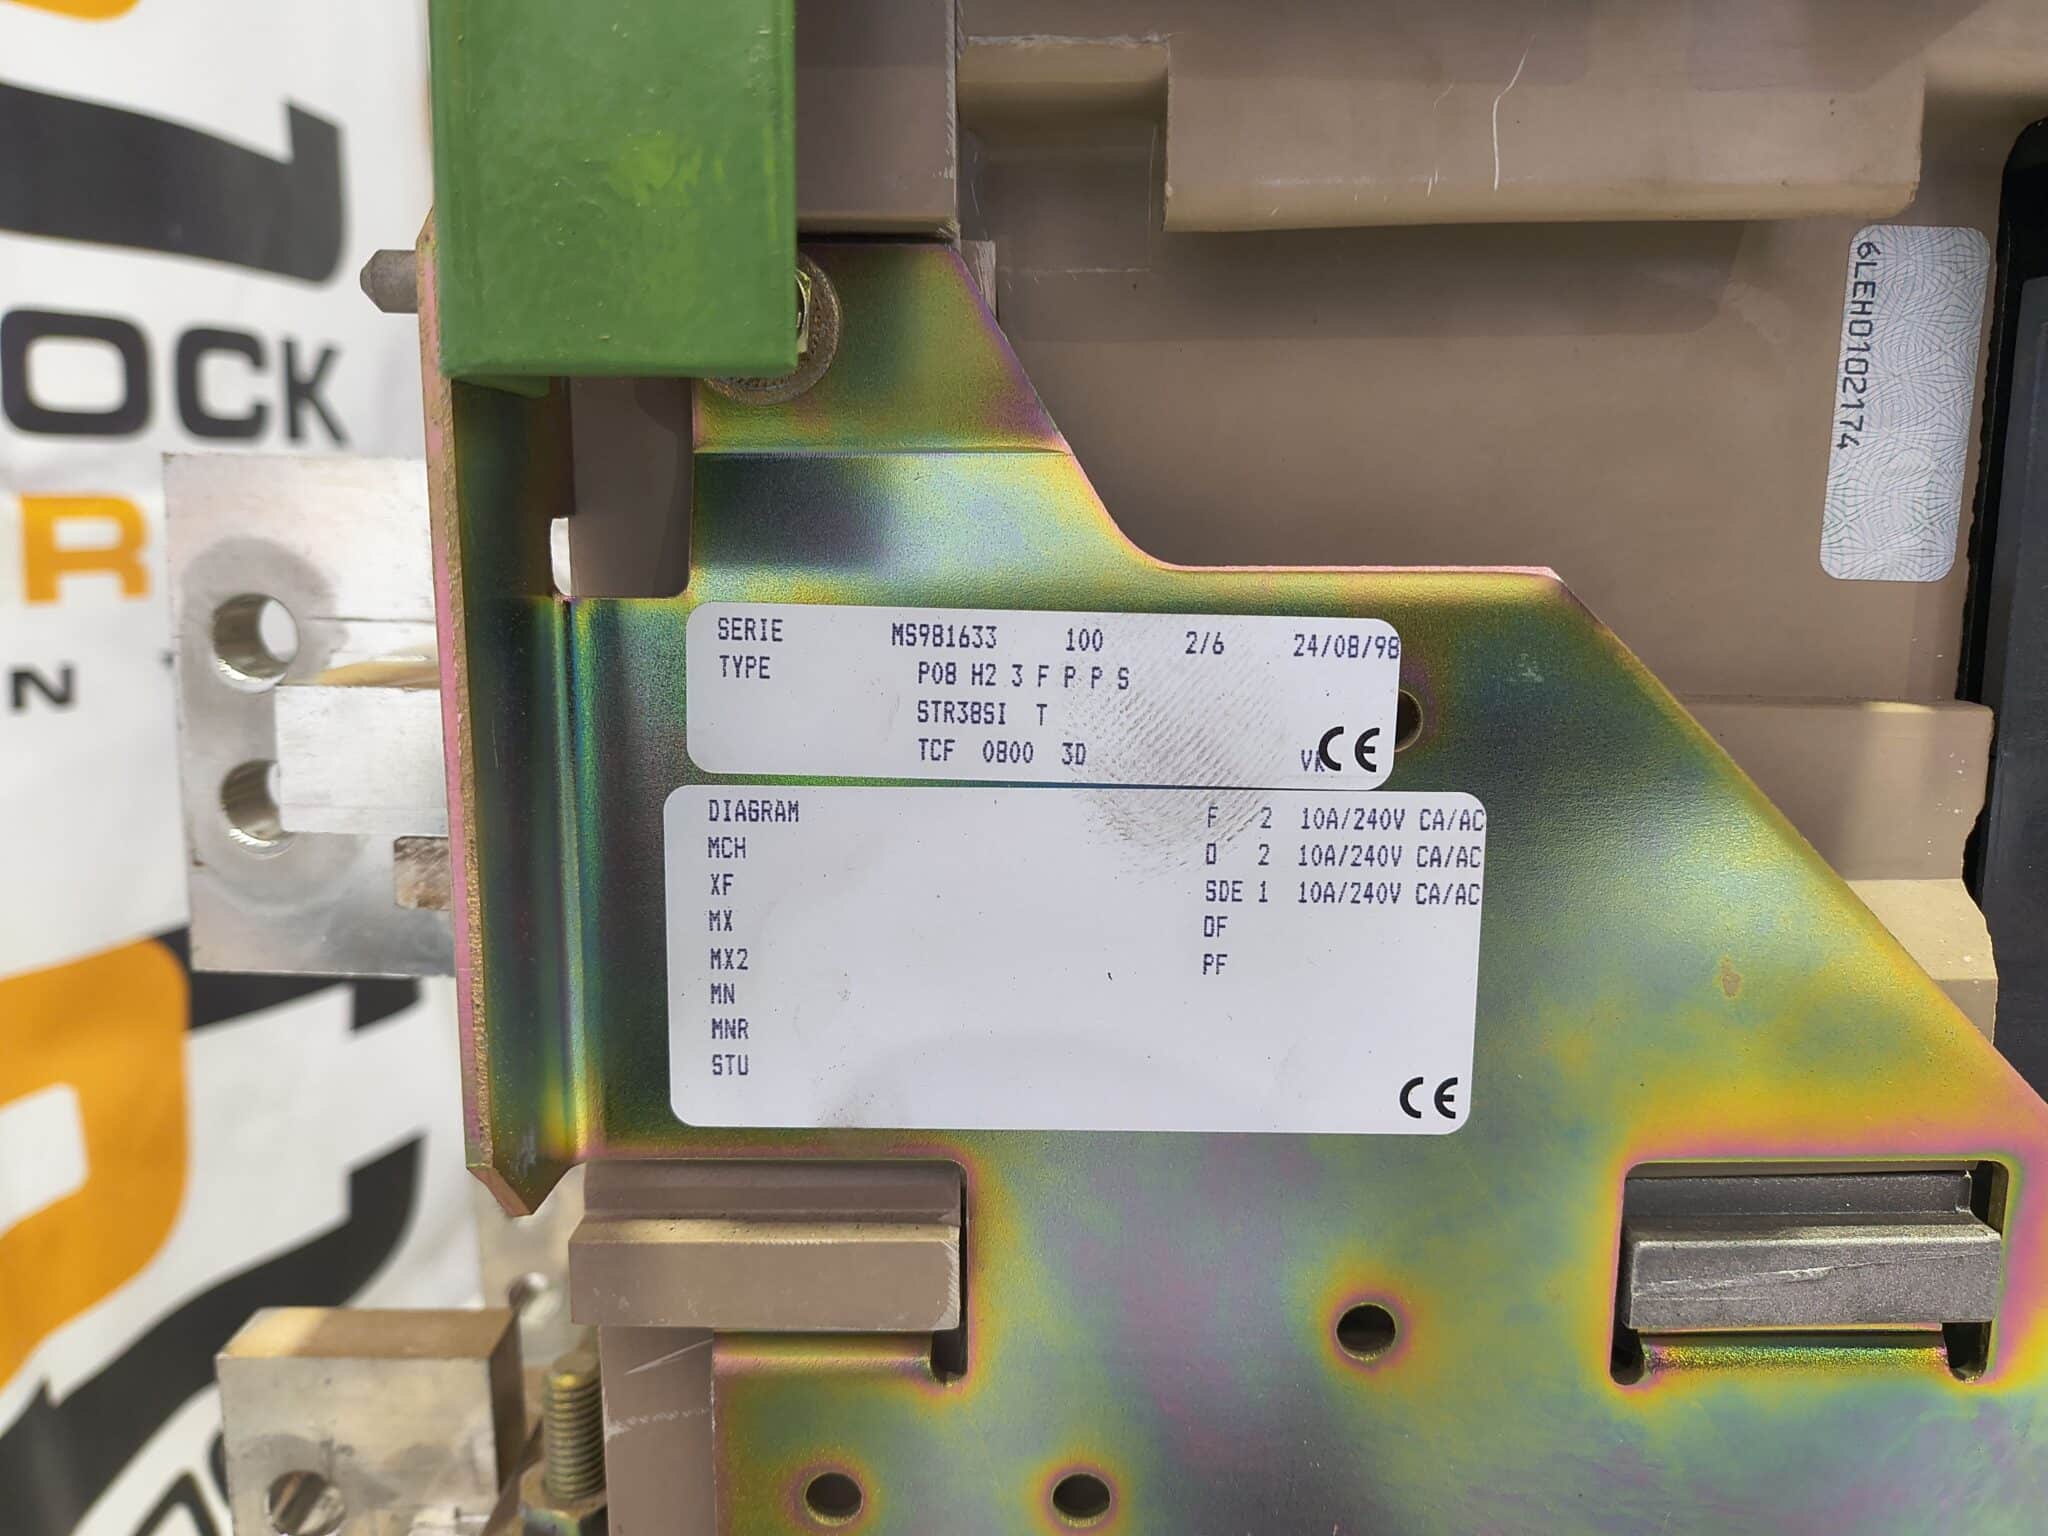 OCK
R
N
6LEH0102174
SERIE MS981633 100 2/6 24/08/98
TYPE P08 H2 3 F P P S
STR38SI T
TCF 0800 3D
CE
DIAGRAM F 2 10A/240V CA/AC
MCH O 2 10A/240V CA/AC
XF SDE 1 10A/240V CA/AC
MX OF
MX2 PF
MN
MNR
STU
CE